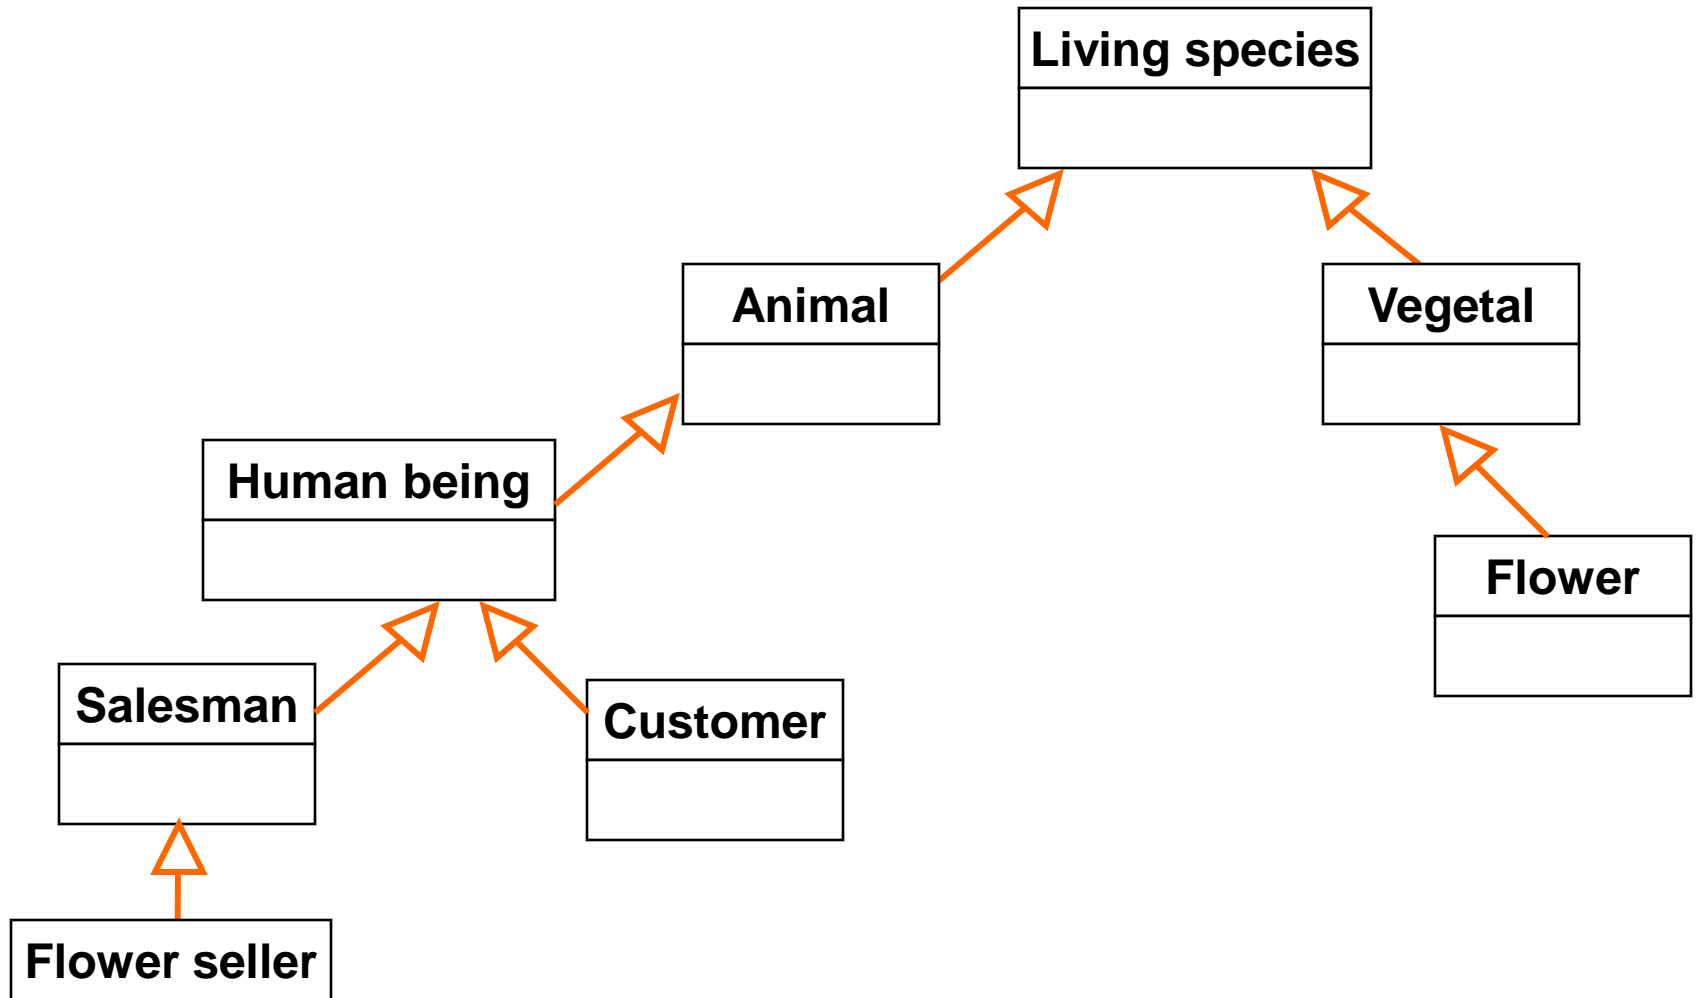 Living species
Animal
Vegetal
Human being
Flower
Salesman
Customer
Flower seller